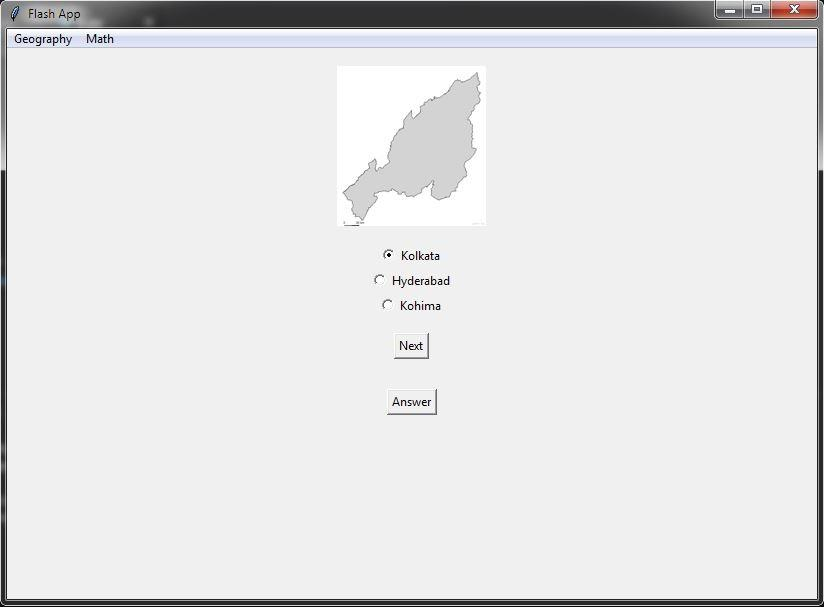 Flash App
Geography Math
Kolkata
Hyderabad
Kohima
Next
Answer